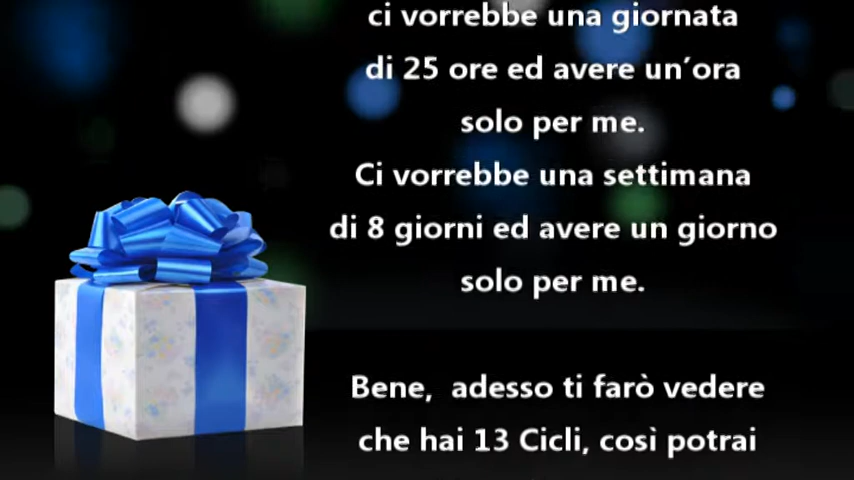 ci vorrebbe una giornata
di 25 ore ed avere un'ora
solo per me.
Ci vorrebbe una settimana
di 8 giorni ed avere un giorno
solo per me.
Bene,  adesso ti farò vedere
che hai 13 Cicli, così potrai